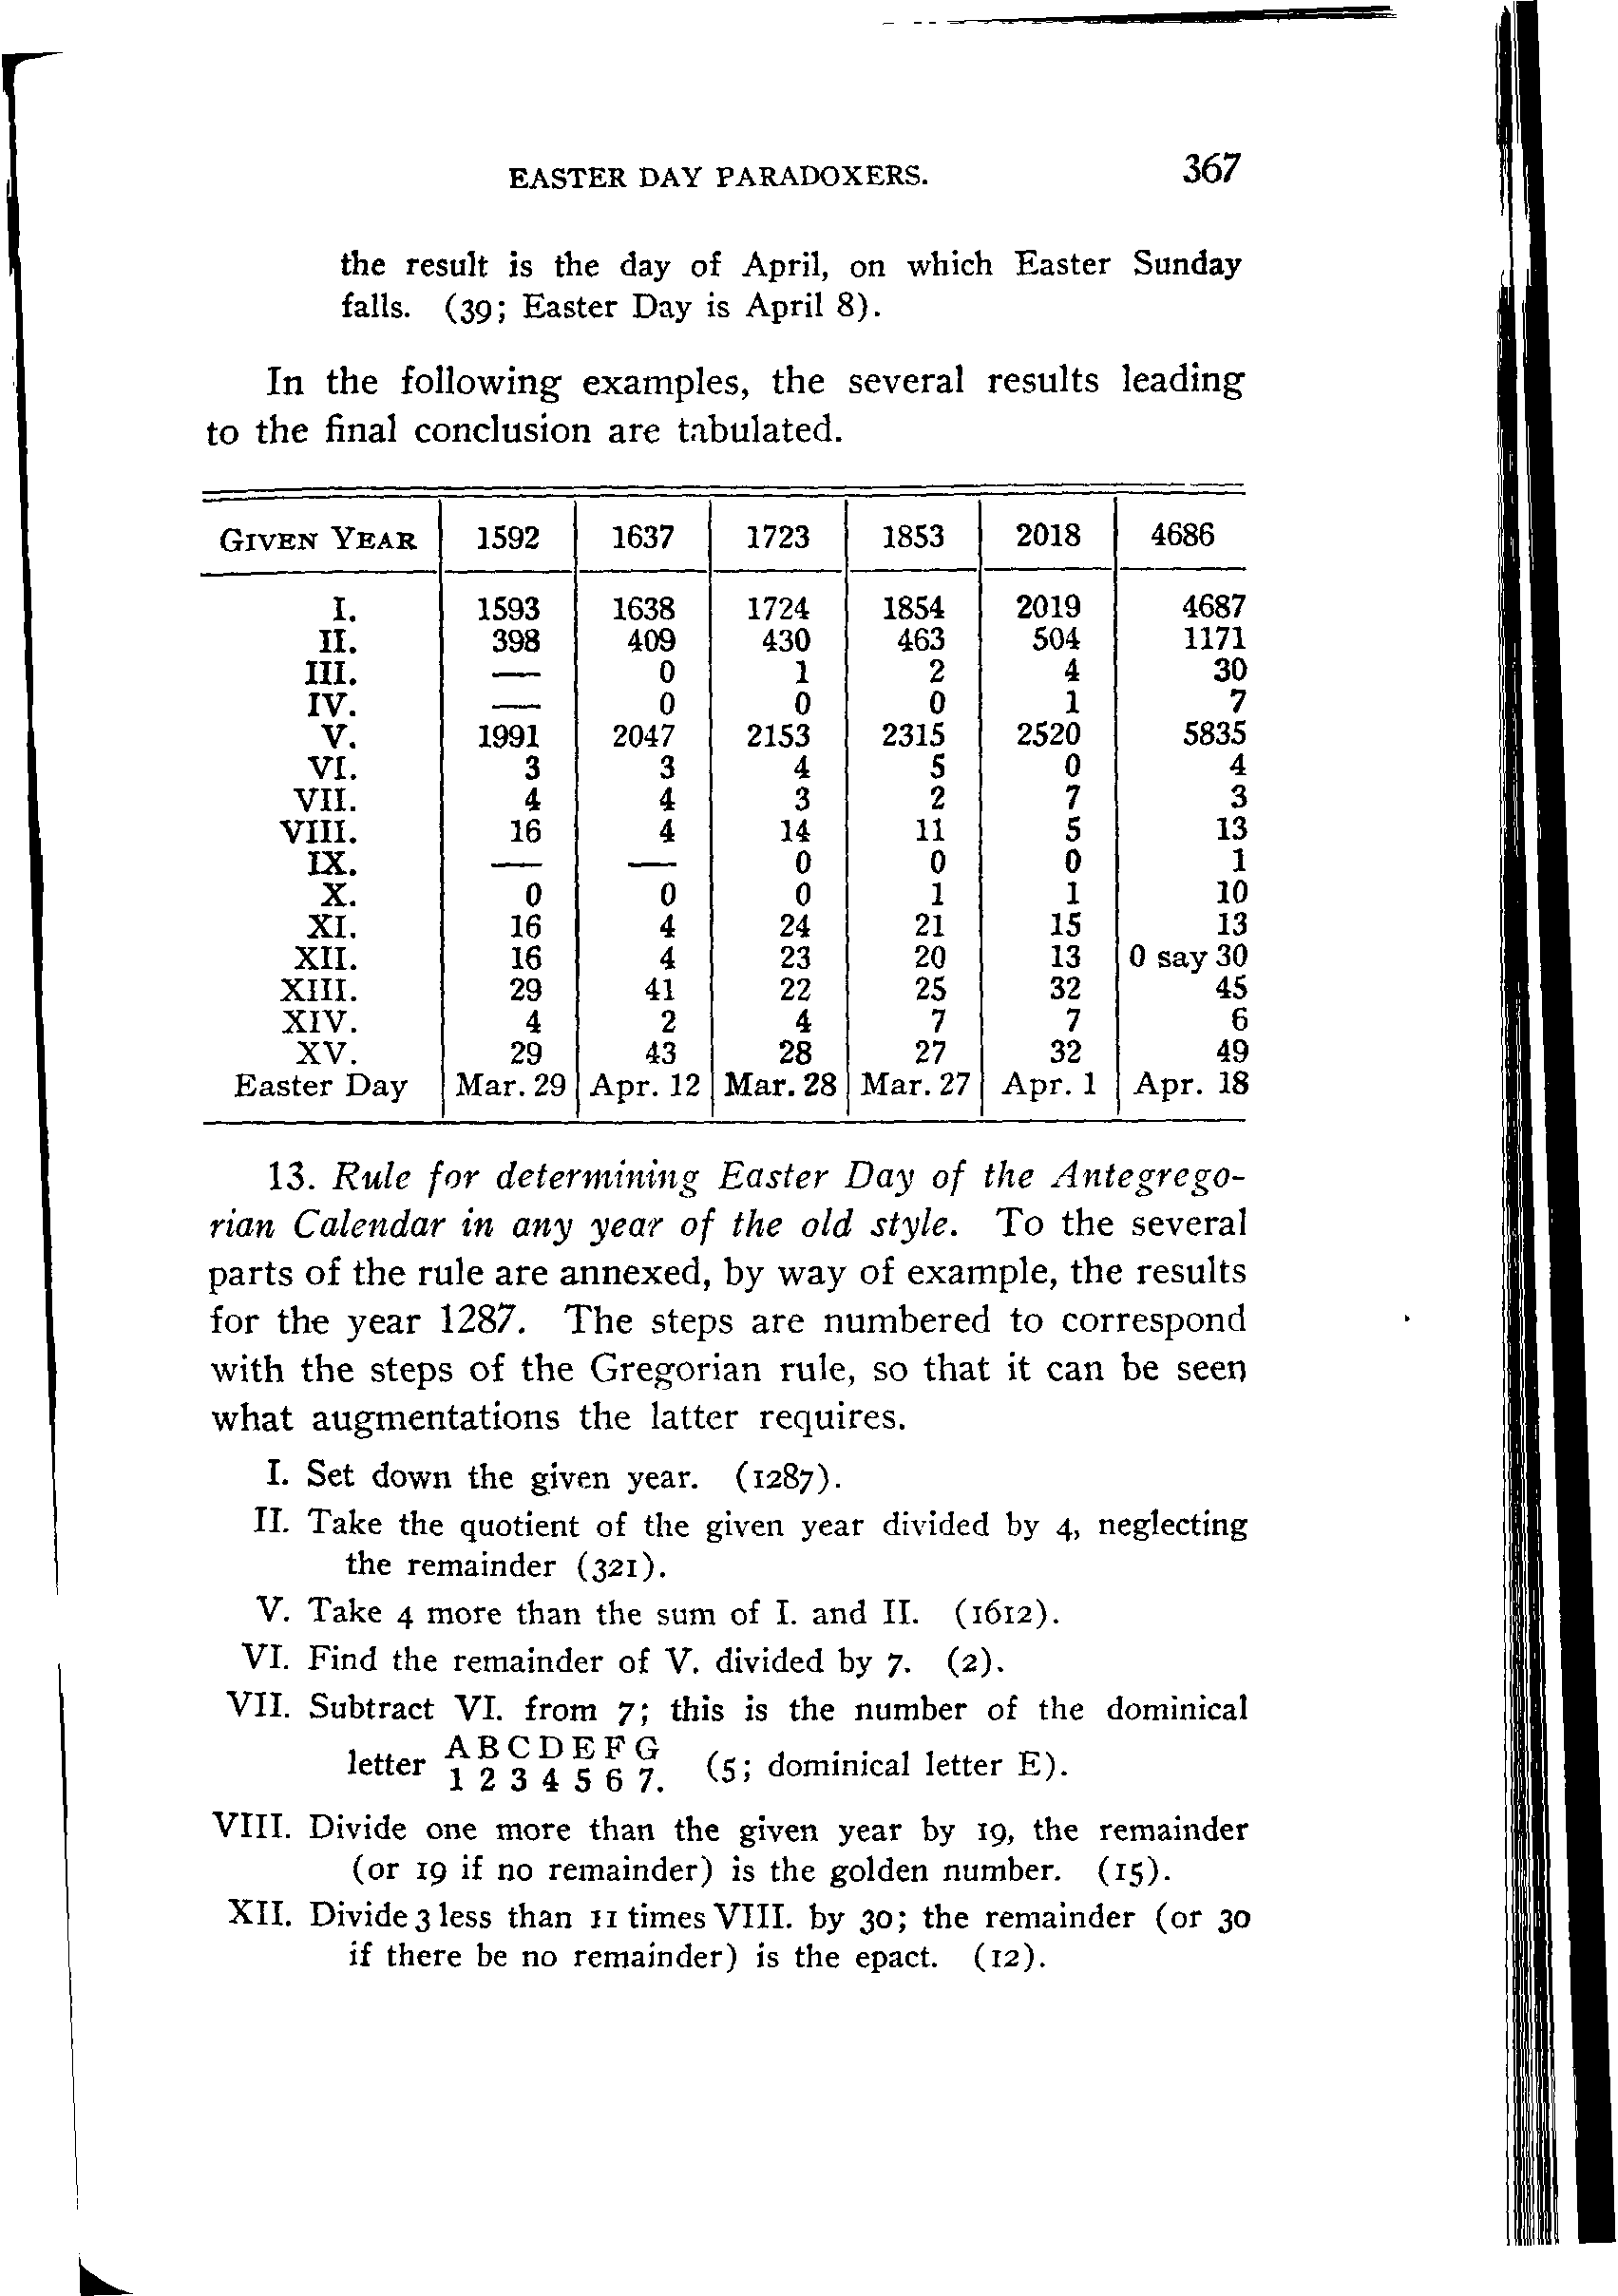 EASTER DAY PARADOXERS. 367
the result is the day of April, on which Easter Sunday
falls. (39; Easter Day is April 8).
In the following examples, the several results leading
to the final conclusion are tabulated.
GIVEN YEAR 1592 1637 1723 1853 2018 4686
I. 1593 1638 1724 1854 2019 4687
II. 398 409 430 463 504 1171
III. — 0 1 2 4 30
IV. — 0 0 0 1 7
V. 1991 2047 2153 2315 2520 5835
VI. 3 3 4 5 0 4
VII. 4 4 3 2 7 3
VIII. 16 4 14 11 5 13
IX. — — 0 0 0 1
X. 0 0 0 1 1 10
XI. 16 4 24 21 15 13
XII. 16 4 23 20 13 0 say 30
XIII. 29 41 22 25 32 45
XIV. 4 2 4 7 7 6
XV. 29 43 28 27 32 49
Easter Day Mar. 29 Apr. 12 Mar. 28 Mar. 27 Apr. 1 Apr. 18
13. Rule for determining Easter Day of the Antegrego-
rian Calendar in any year of the old style. To the several
parts of the rule are annexed, by way of example, the results
for the year 1287. The steps are numbered to correspond
with the steps of the Gregorian rule, so that it can be seen
what augmentations the latter requires.
I. Set down the given year. (1287).
II. Take the quotient of the given year divided by 4, neglecting
the remainder (321).
V. Take 4 more than the sum of I. and II. (1612).
VI. Find the remainder of V. divided by 7. (2).
VII. Subtract VI. from 7; this is the number of the dominical
A B C D E F G
letter 1 2 3 4 5 6 7. (5; dominical letter E).
VIII. Divide one more than the given year by 19, the remainder
(or 19 if no remainder) is the golden number. (15).
XII. Divide 3 less than 11 times VIII. by 30; the remainder (or 30
if there be no remainder) is the epact. (12).